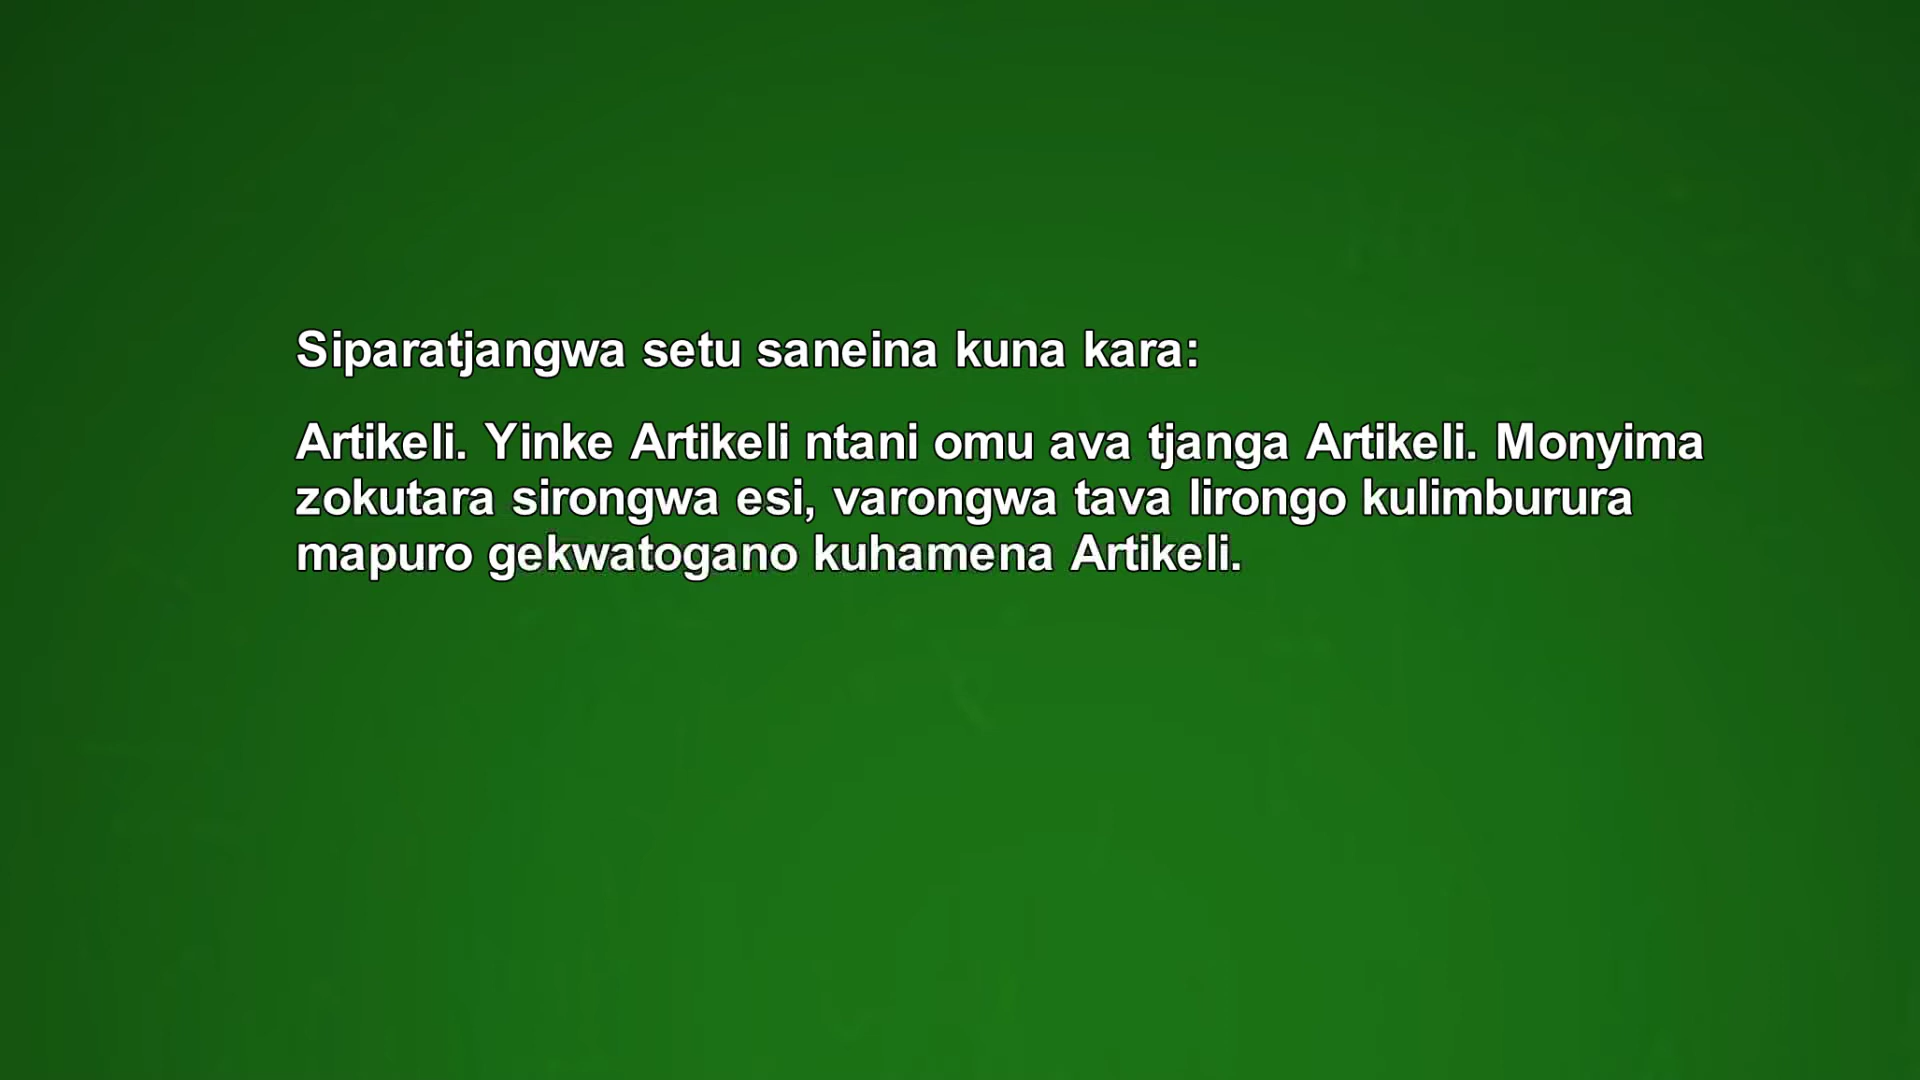 Siparatjangwa setu saneina kuna kara:
Artikeli. Yinke Artikeli ntani omu ava tjanga Artikeli. Monyima
zokutara sirongwa esi, varongwa tava lirongo kulimburura
mapuro gekwatogano kuhamena Artikeli.